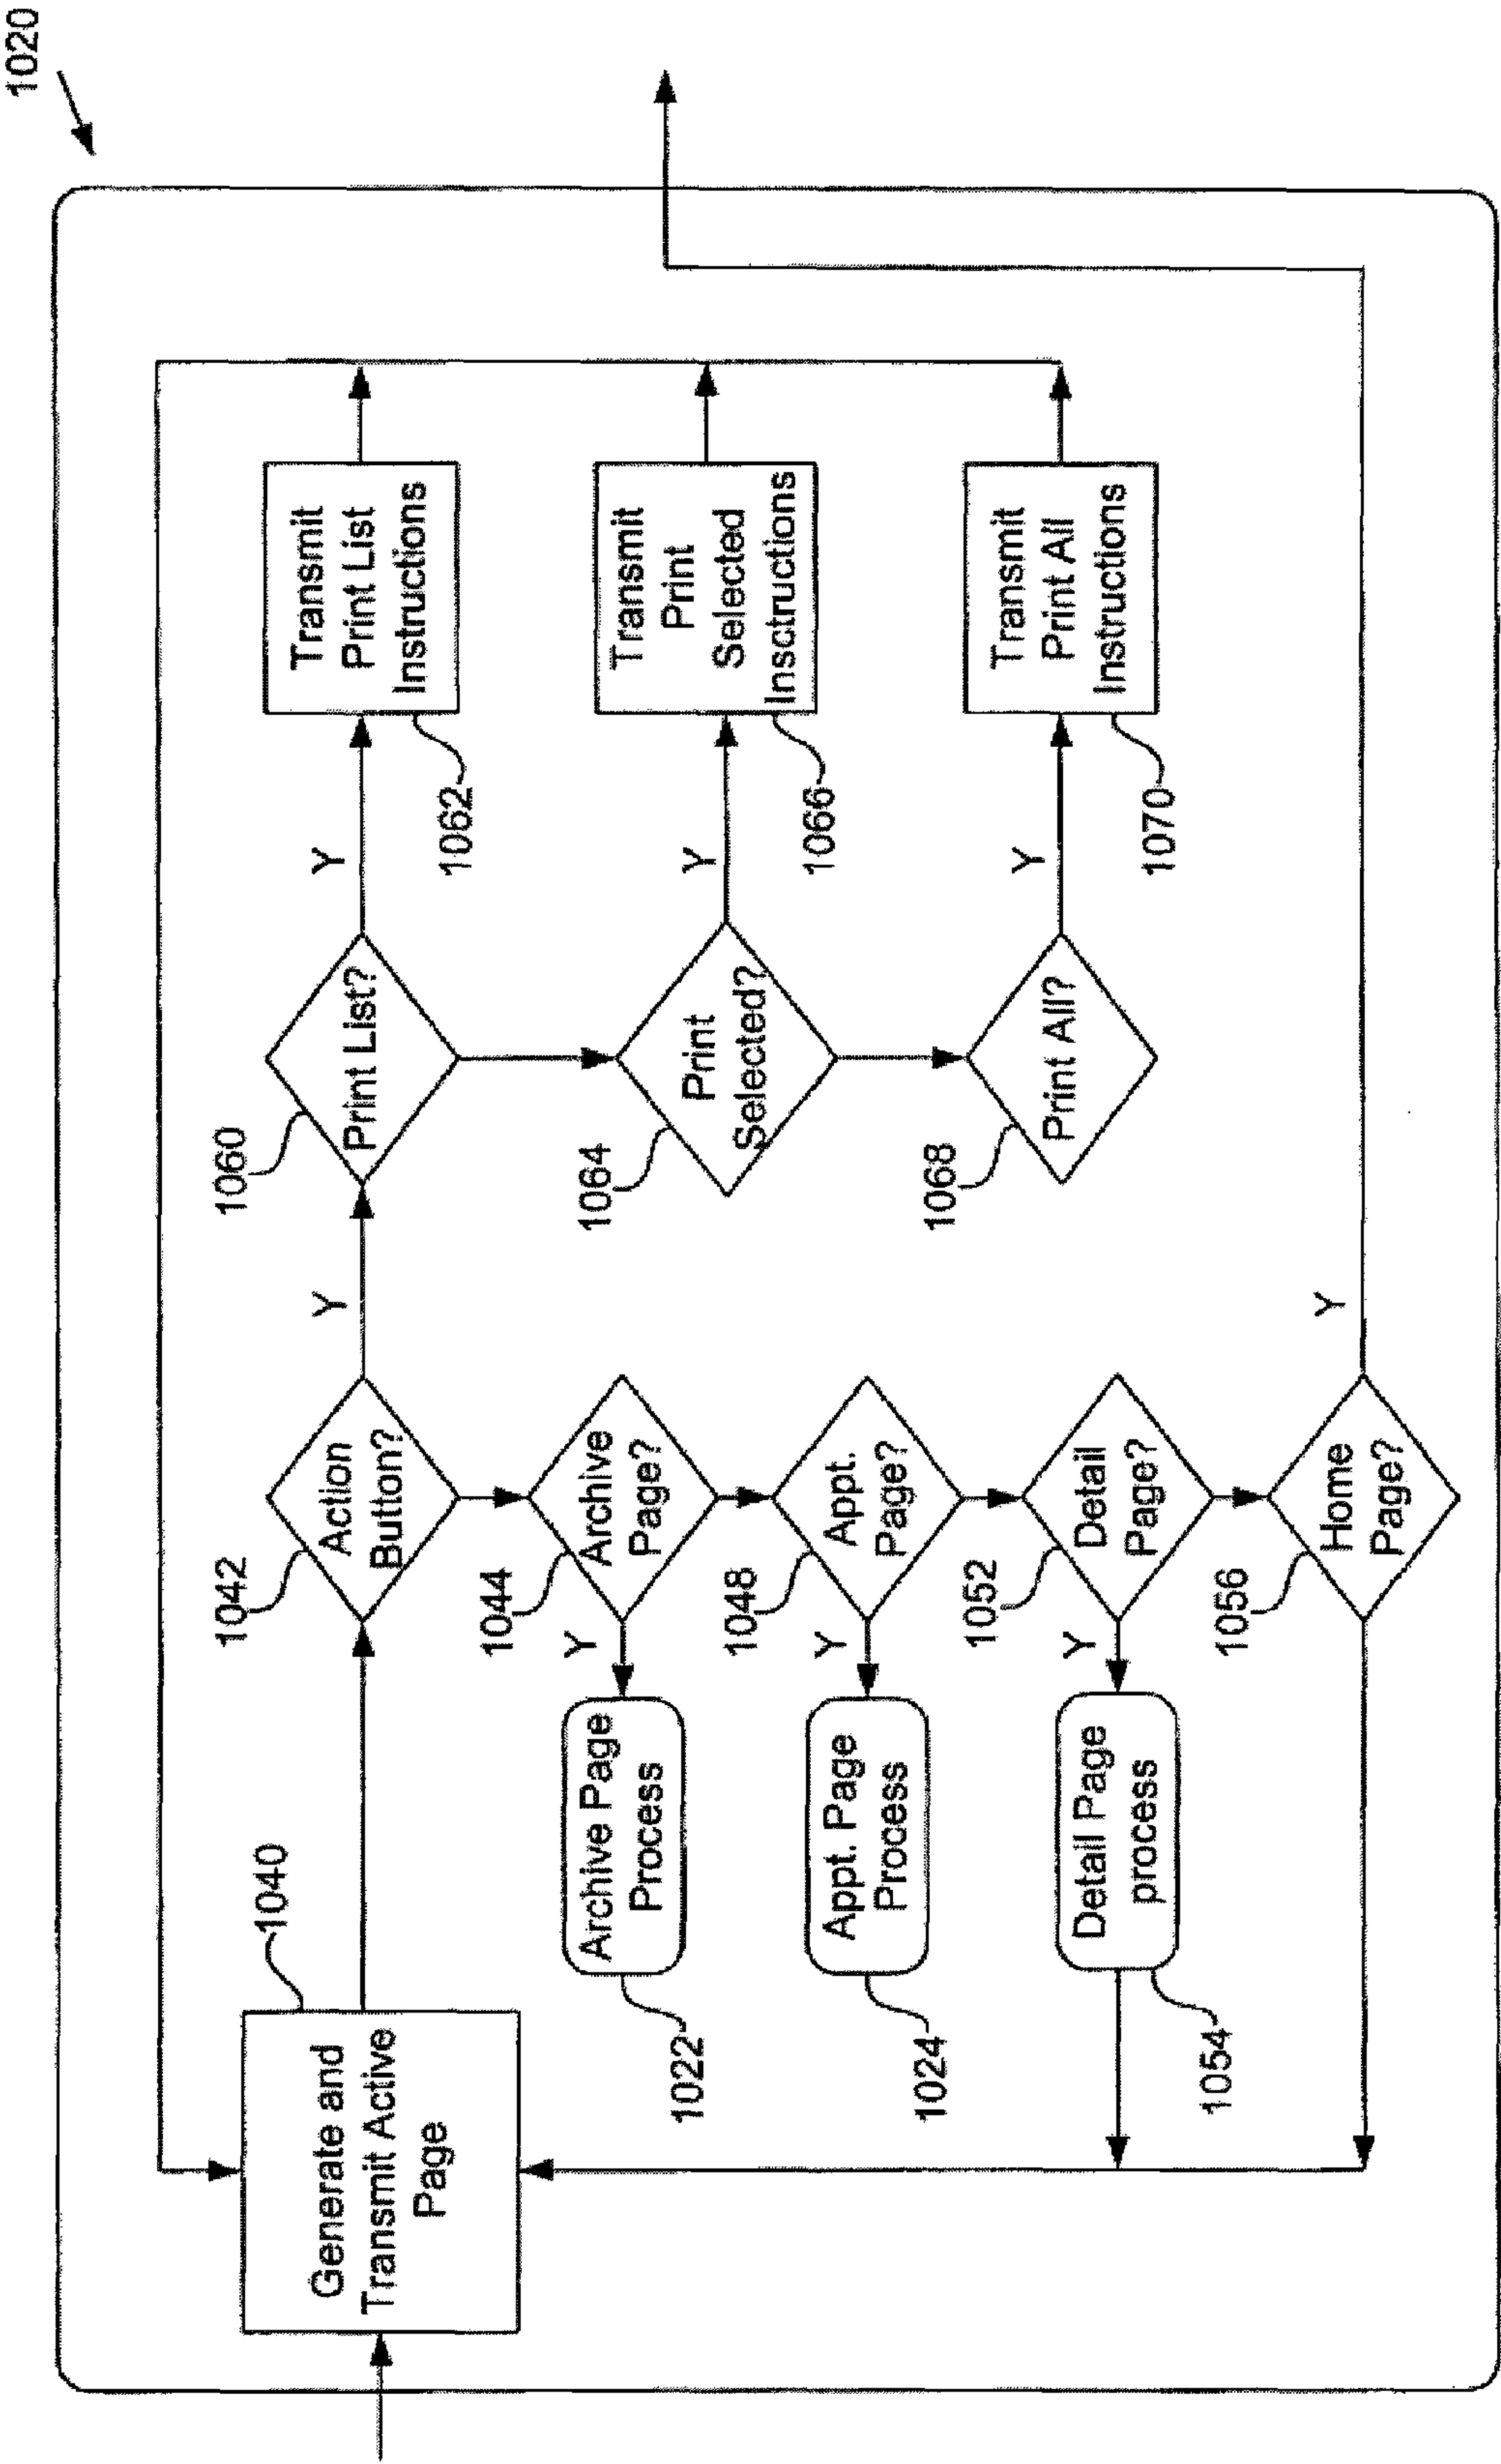 1020
Generate and
Transmit Active
Page
1040
Action
Button?
1042
Y
Print List?
1060
Y
Transmit
Print List
Instructions
1062
Archive
Page?
1044
Y
Archive Page
Process
1022
Print
Selected?
1064
Y
Transmit
Print
Selected
Insctructions
1066
Appt.
Page?
1048
Y
Appt. Page
Process
1024
Print All?
1068
Y
Transmit
Print All
Instructions
1070
Detail
Page?
1052
Y
Detail Page
process
1054
Home
Page?
1056
Y